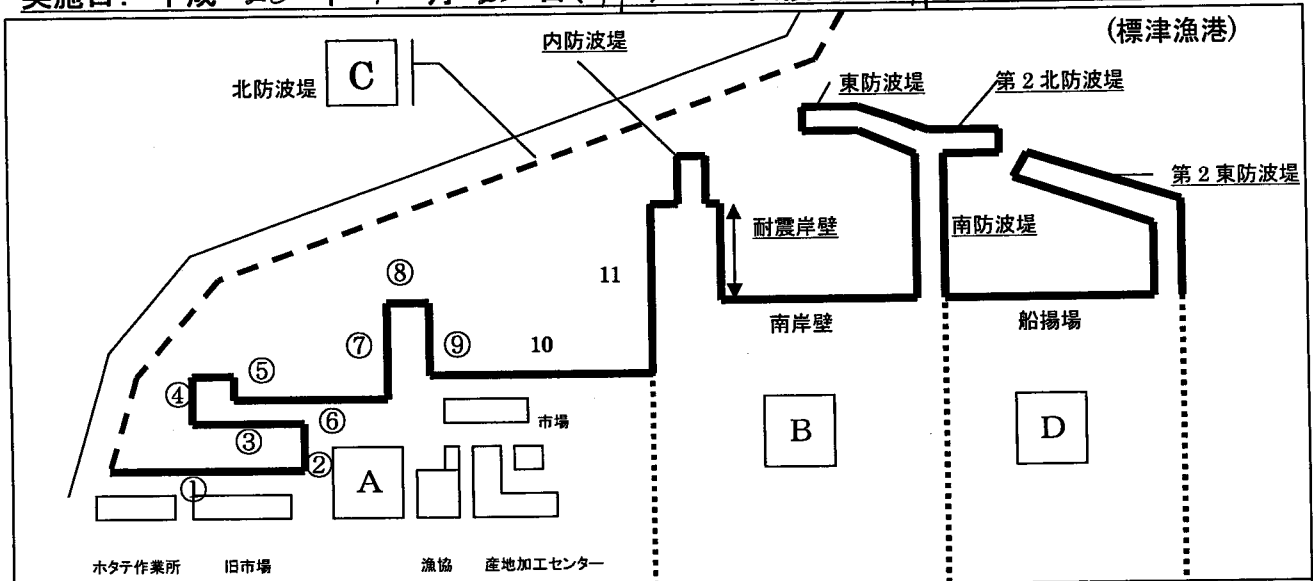 (標津漁港)
内防波堤
北防波堤 C
東防波堤
第2北防波堤
第2東防波堤
耐震岸壁
南防波堤
⑧
11
南岸壁
船揚場
⑦
⑨
10
⑤
④
⑥
市場
③
②
①
A
B
D
ホタテ作業所
旧市場
漁協
産地加工センター